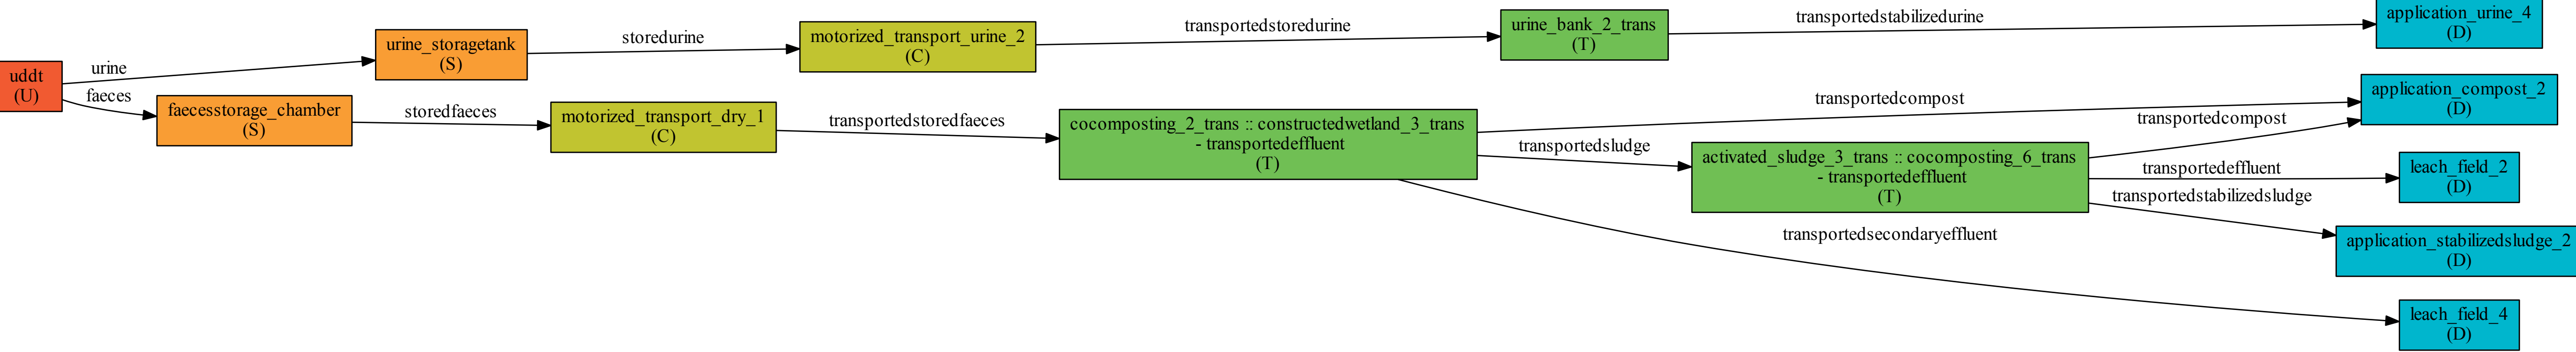 uddt
(U)
urine
faeces
urine_storagetank
(S)
faecesstorage_chamber
(S)
storedurine
storedfaeces
motorized_transport_urine_2
(C)
motorized_transport_dry_1
(C)
transportedstoredurine
transportedstoredfaeces
urine_bank_2_trans
(T)
cocomposting_2_trans :: constructedwetland_3_trans
- transportedeffluent
(T)
transportedsludge
activated_sludge_3_trans :: cocomposting_6_trans
- transportedeffluent
(T)
transportedstabilizedurine
transportedcompost
transportedcompost
transportedeffluent
transportedstabilizedsludge
transportedsecondaryeffluent
application_urine_4
(D)
application_compost_2
(D)
leach_field_2
(D)
application_stabilizedsludge_2
(D)
leach_field_4
(D)